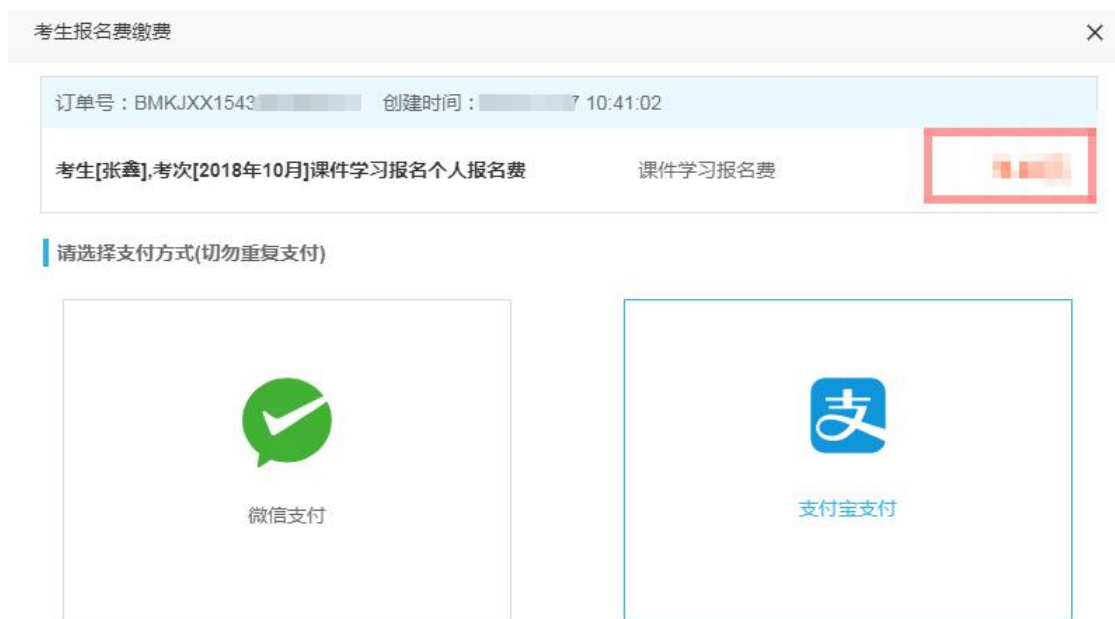 考生报名费缴费
订单号：BMKJXX1543 创建时间： 7 10:41:02
考生[张鑫],考次[2018年10月]课件学习报名个人报名费 课件学习报名费
请选择支付方式(切勿重复支付)
支
微信支付
支付宝支付